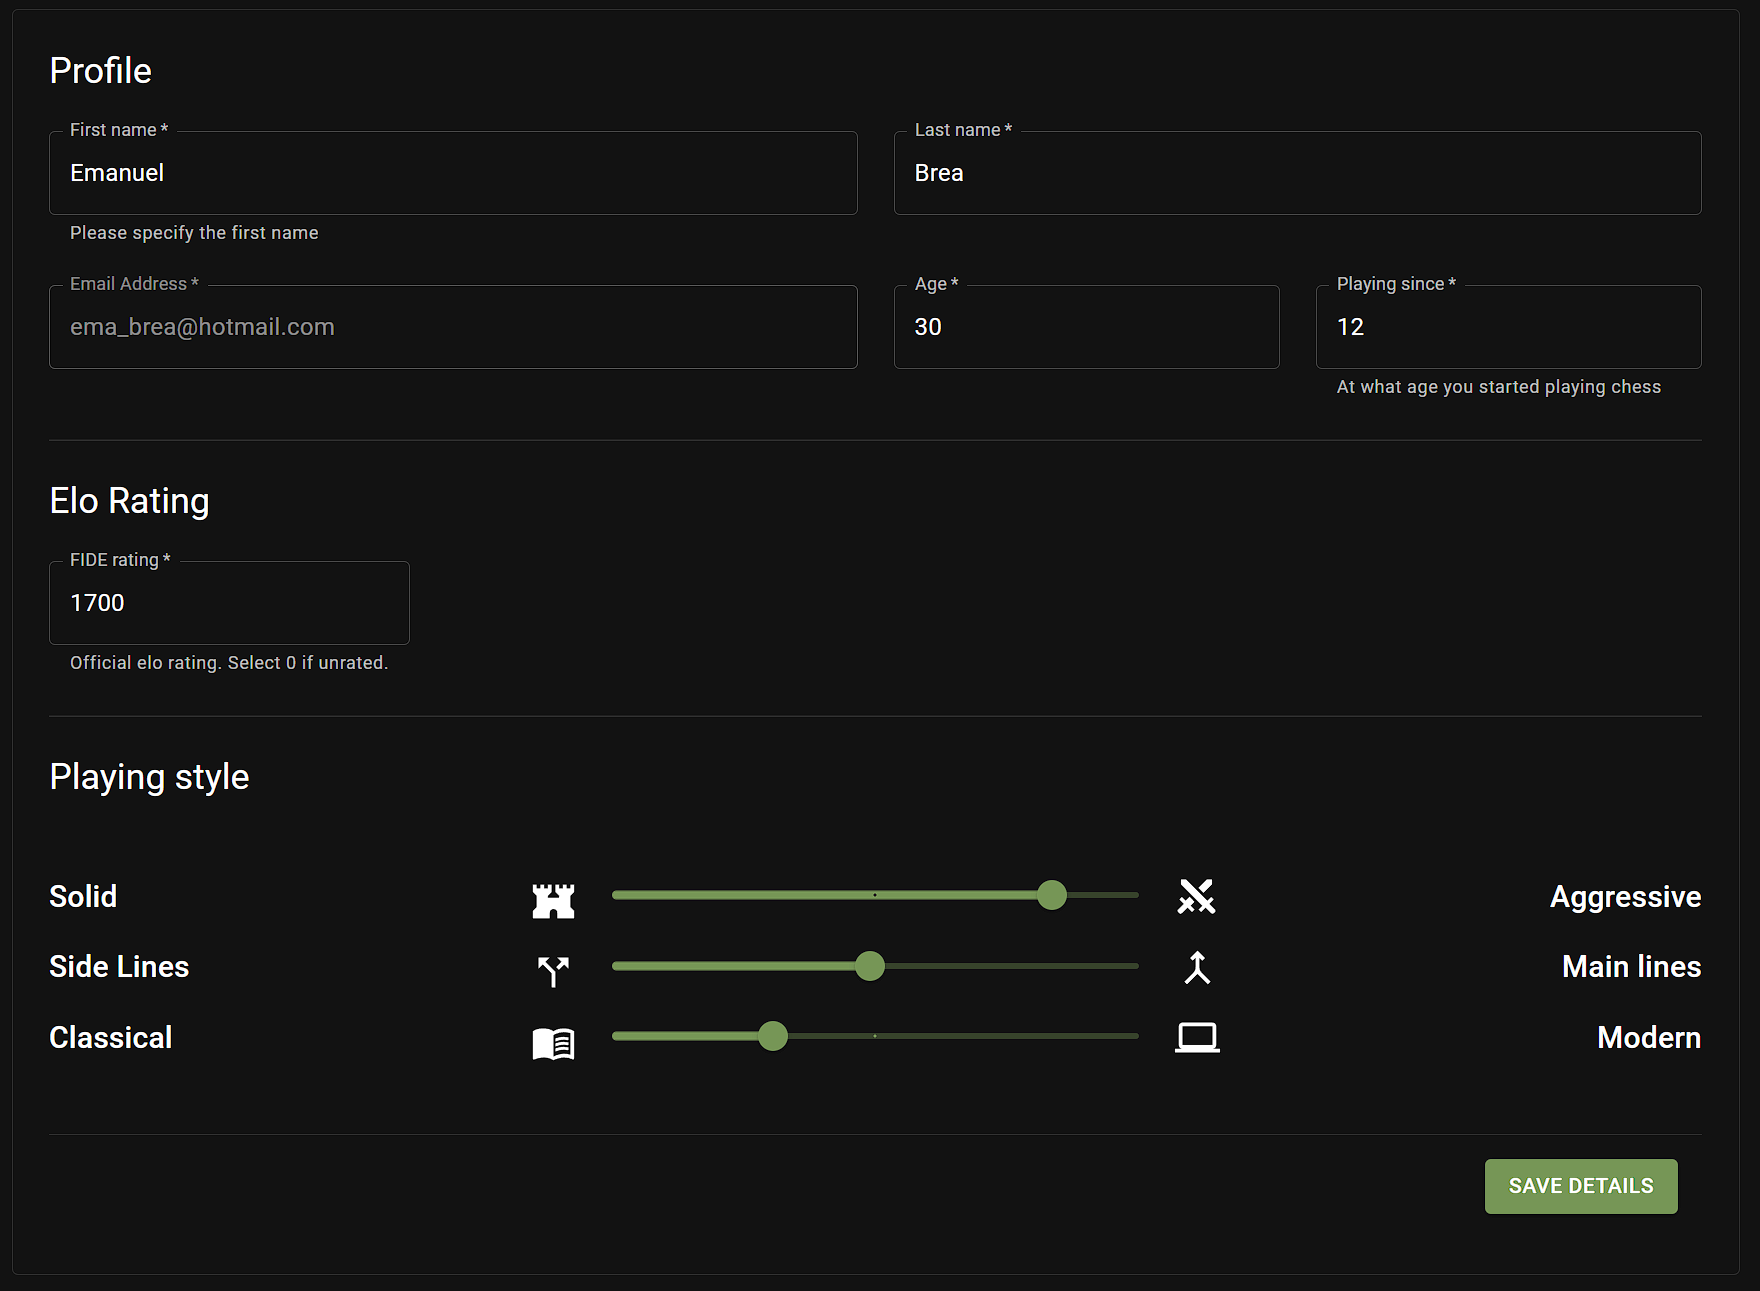 Profile
First name *
Last name *
Emanuel
Brea
Please specify the first name
Email Address *
Age *
Playing since *
ema_brea@hotmail.com
30
12
At what age you started playing chess
Elo Rating
FIDE rating *
1700
Official elo rating. Select 0 if unrated.
Playing style
Solid
Aggressive
Side Lines
Main lines
Classical
Modern
SAVE DETAILS